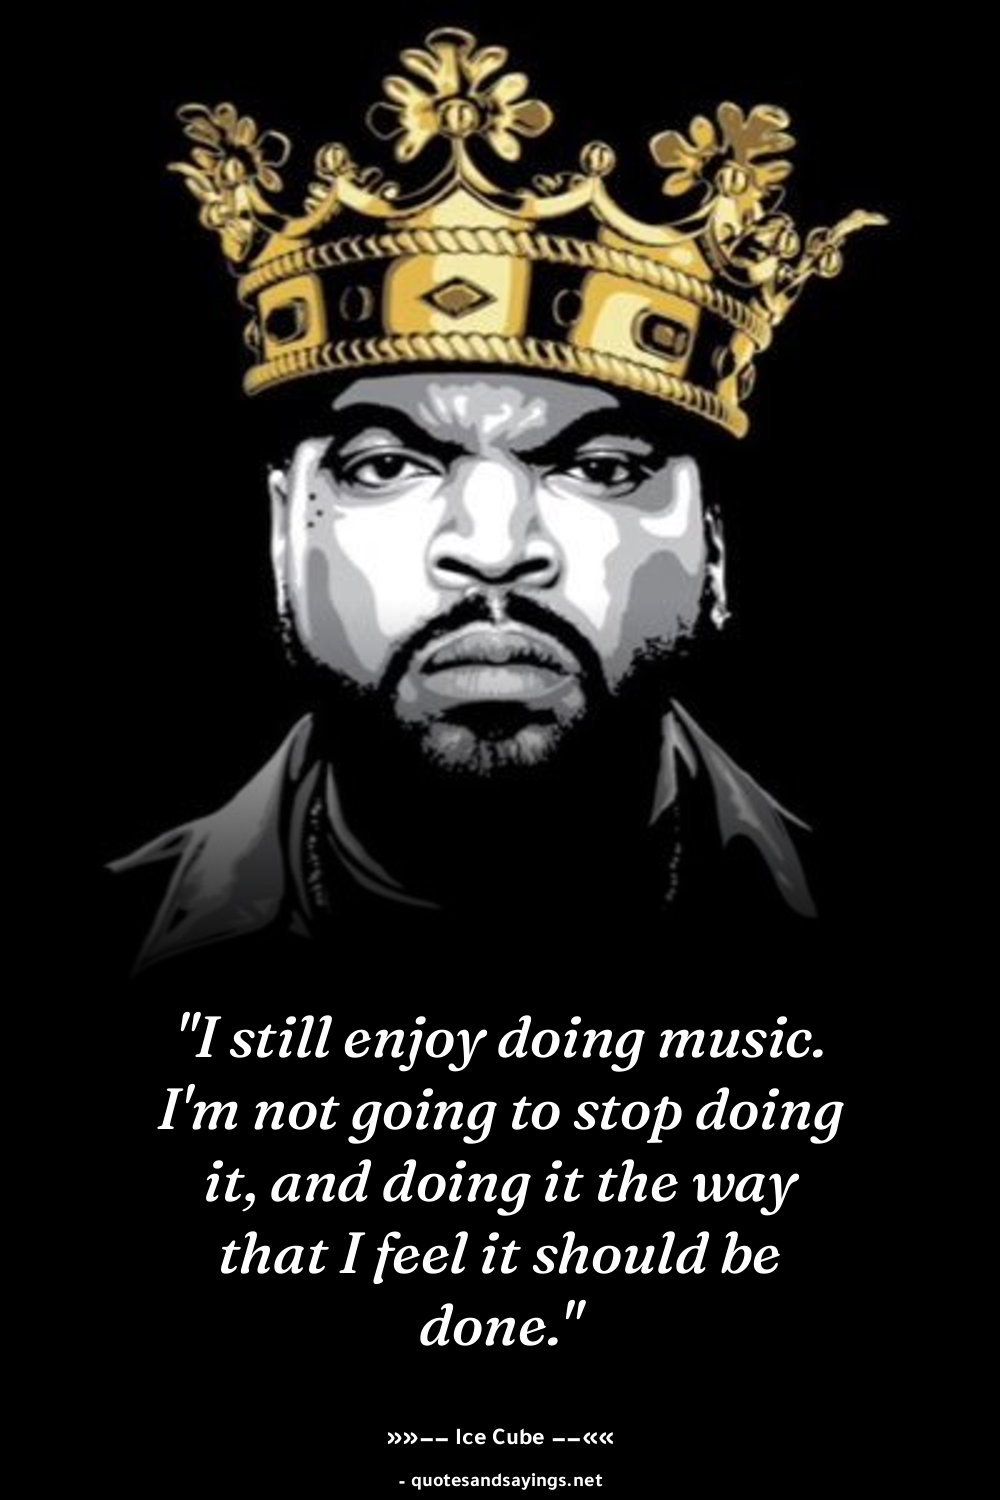 "I still enjoy doing music.
I'm not going to stop doing
it, and doing it the way
that I feel it should be
done."
»»−− Ice Cube −−««
- quotesandsayings.net